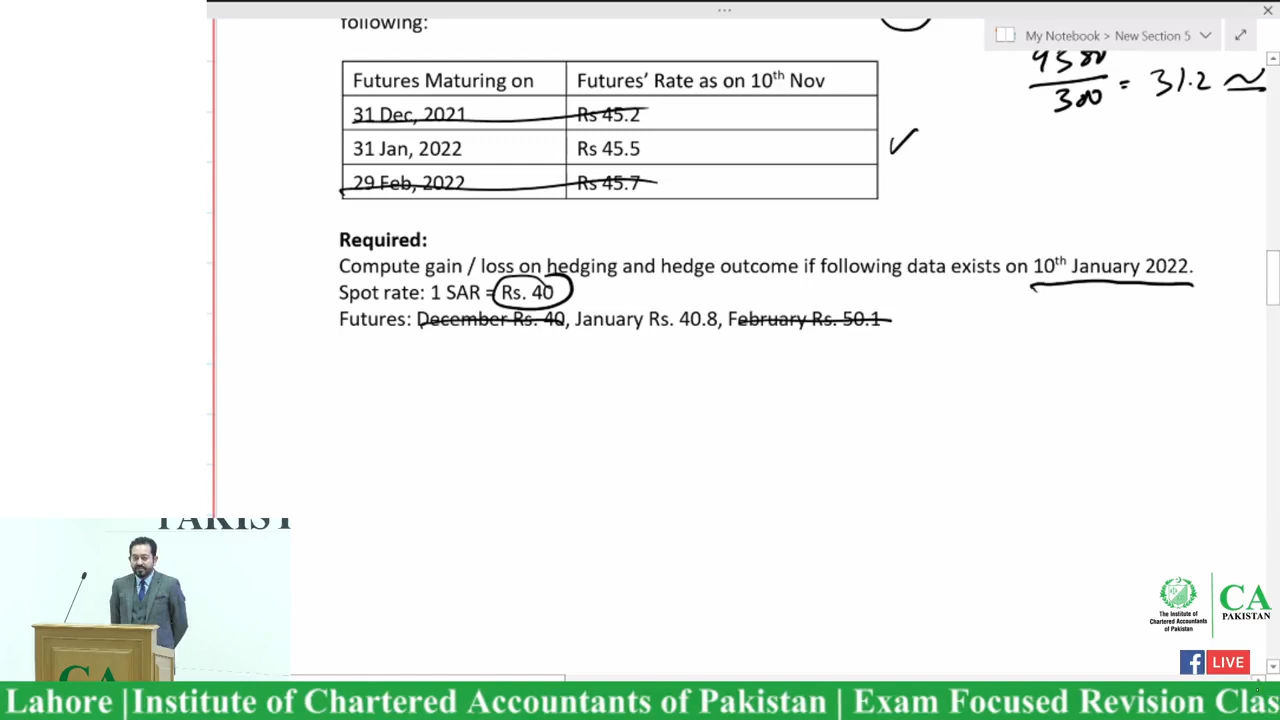 following:
My Notebook > New Section 5
300 = 31.2 ≈
Futures Maturing on Futures' Rate as on 10th Nov
31 Dec, 2021 Rs 45.2
31 Jan, 2022 Rs 45.5
29 Feb, 2022 Rs 45.7
Required:
Compute gain / loss on hedging and hedge outcome if following data exists on 10th January 2022.
Spot rate: 1 SAR = Rs. 40
Futures: December Rs. 40, January Rs. 40.8, February Rs. 50.1
PAKIST
CA
The Institute of
Chartered Accountants
of Pakistan
CA
PAKISTAN
f LIVE
Lahore |Institute of Chartered Accountants of Pakistan | Exam Focused Revision Clas